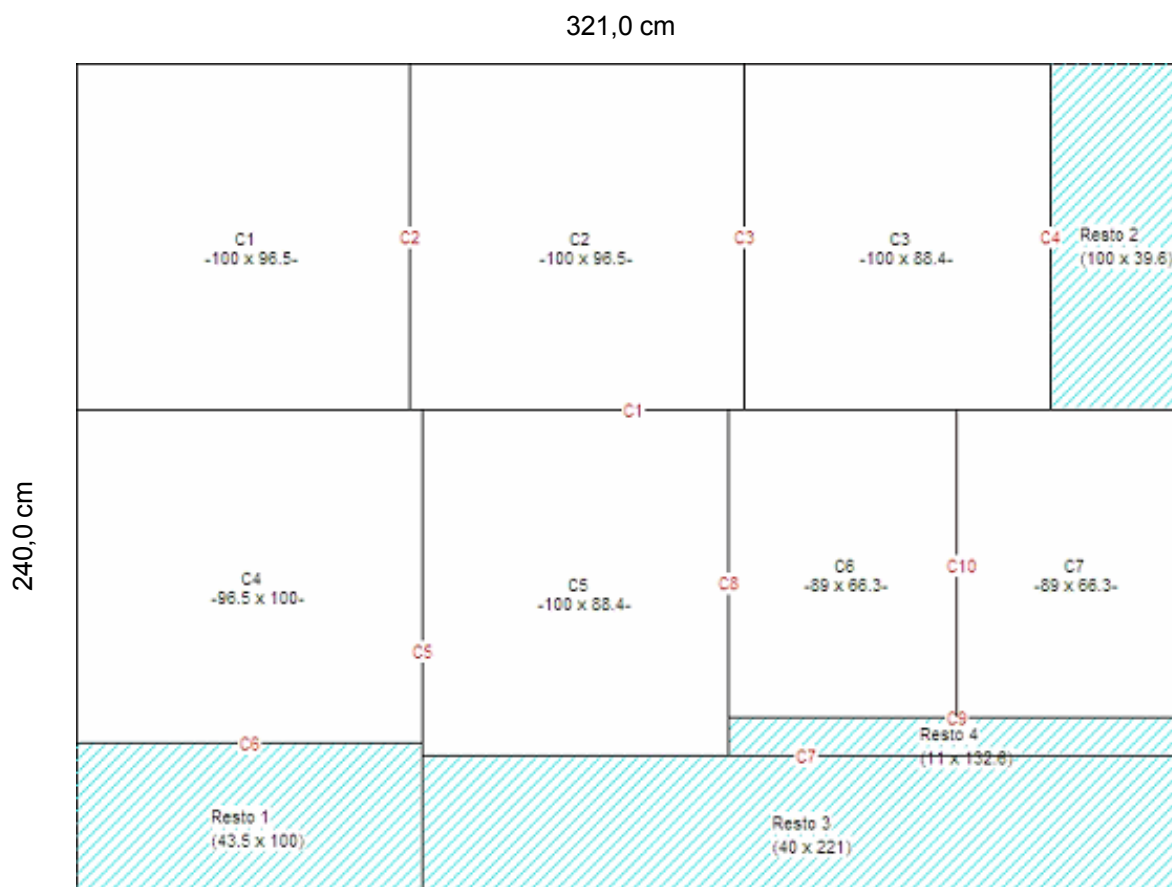 321,0 cm
C1
-100 x 96.5-
C2
C2
-100 x 96.5-
C3
C3
-100 x 88.4-
C4
Resto 2
(100 x 39.6)
C1
240,0 cm
C4
-96.5 x 100-
C5
C5
-100 x 88.4-
C8
C6
-89 x 66.3-
C10
C7
-89 x 66.3-
C6
C9
Resto 4
(11 x 132.6)
C7
Resto 1
(43.5 x 100)
Resto 3
(40 x 221)